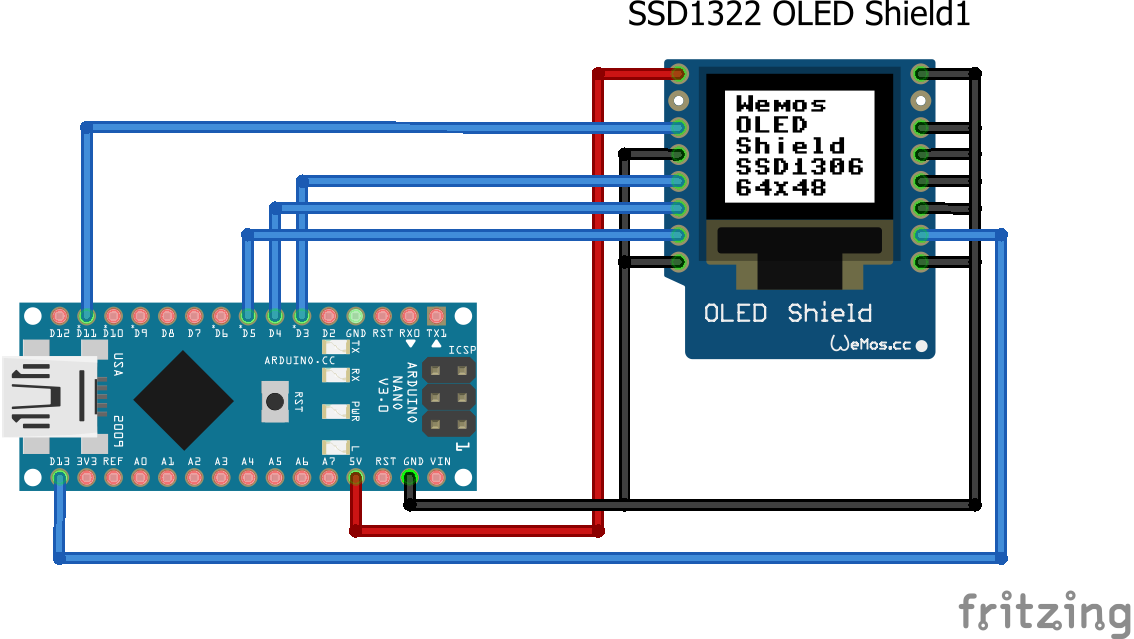 SSD1322 OLED Shield1
Wemos
OLED
Shield
SSD1306
64x48
OLED Shield
WeMos.cc
D12 D11 D10 D9 D8 D7 D6 D5 D4 D3 D2 GND RST RX0 TX1
TX
RX
PWR
L
ICSP
ARDUINO.CC
RST
ARDUINO
NANO
V3.0
USA
2009
1
D13 3V3 REF A0 A1 A2 A3 A4 A5 A6 A7 5V RST GND VIN
fritzing